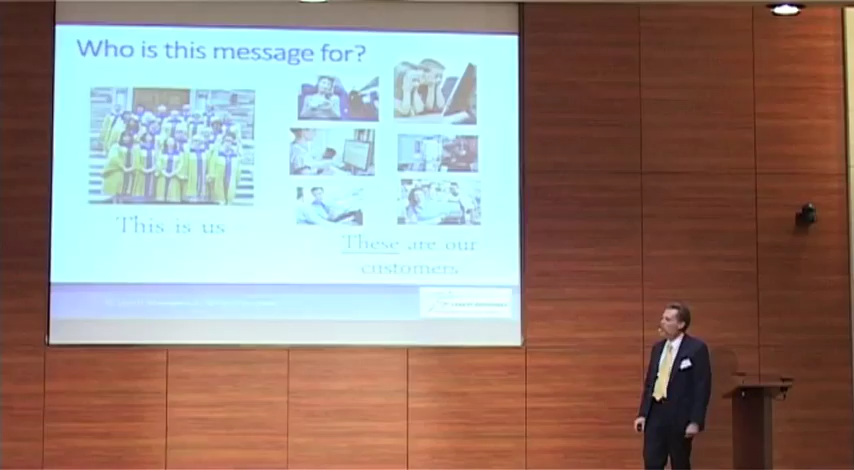 Who is this message for?
This is us
These are our
customers